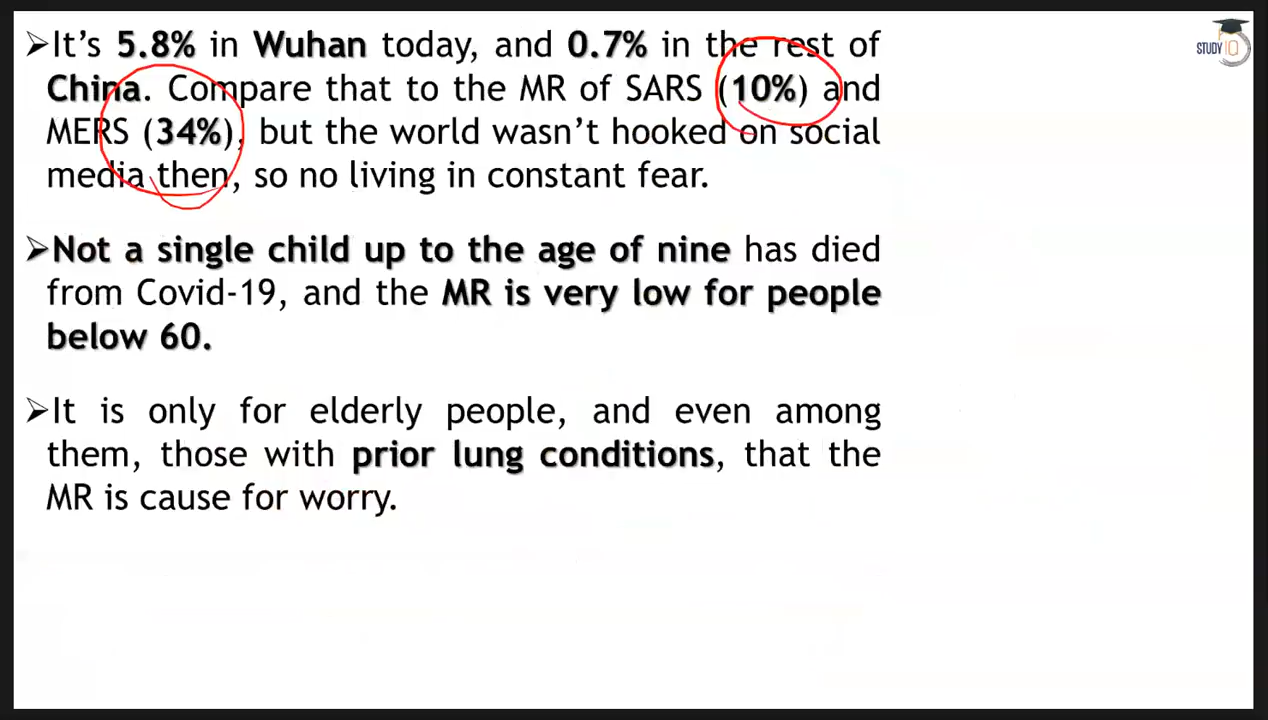 ➢It’s 5.8% in Wuhan today, and 0.7% in the rest of
China. Compare that to the MR of SARS (10%) and
MERS (34%), but the world wasn’t hooked on social
media then, so no living in constant fear.
➢Not a single child up to the age of nine has died
from Covid-19, and the MR is very low for people
below 60.
➢It is only for elderly people, and even among
them, those with prior lung conditions, that the
MR is cause for worry.
STUDY IQ